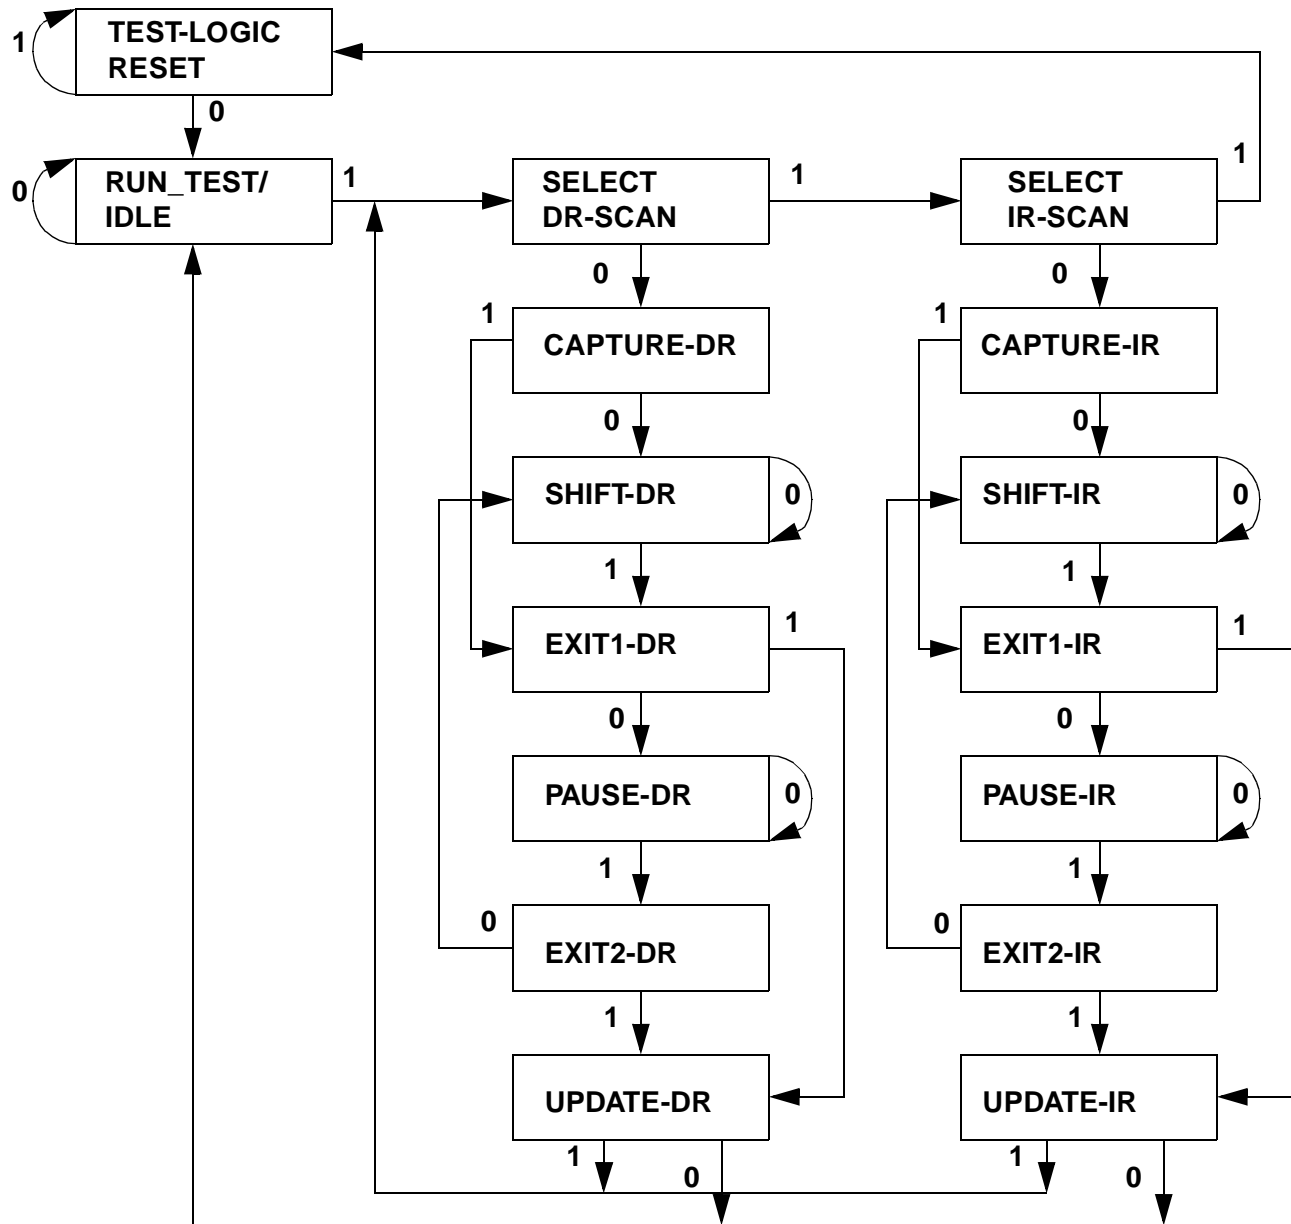 1
TEST-LOGIC
RESET
0
0
RUN_TEST/
IDLE
1
SELECT
DR-SCAN
1
SELECT
IR-SCAN
1
0
0
1
CAPTURE-DR
1
CAPTURE-IR
0
0
SHIFT-DR
0
SHIFT-IR
0
1
1
EXIT1-DR
1
EXIT1-IR
1
0
0
PAUSE-DR
0
PAUSE-IR
0
1
1
0
EXIT2-DR
0
EXIT2-IR
1
1
UPDATE-DR
UPDATE-IR
1
0
1
0